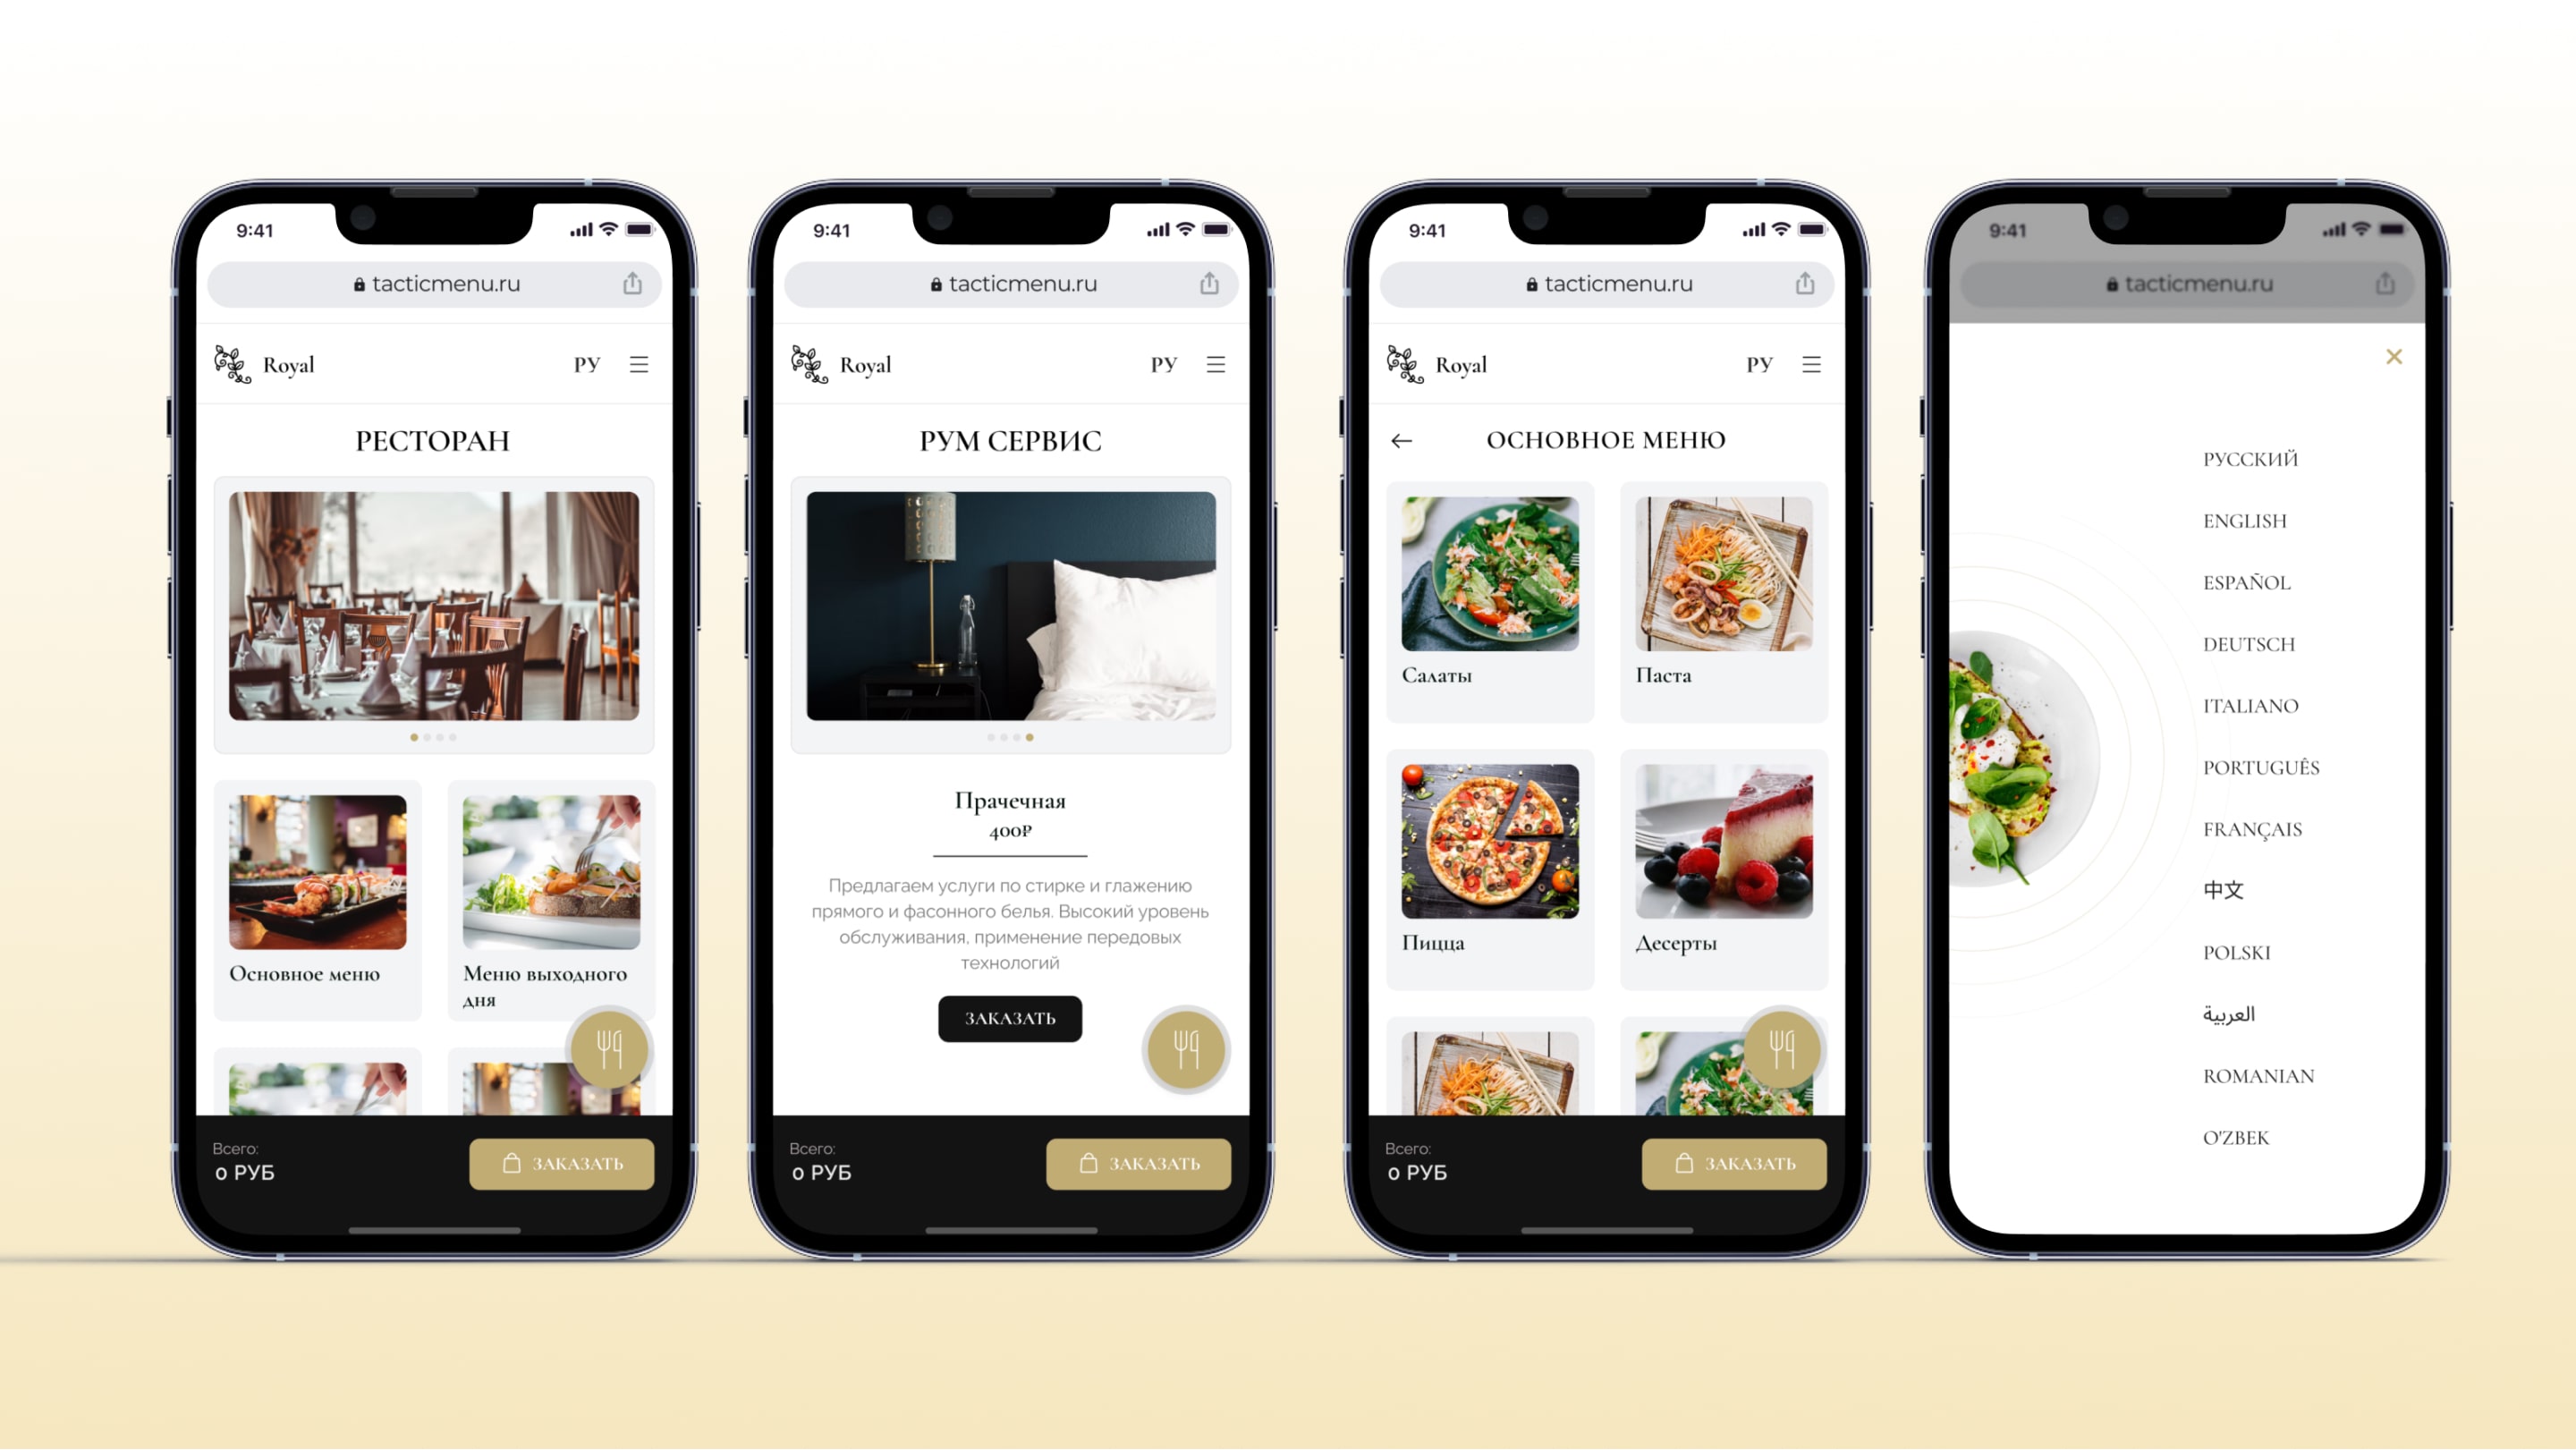 9:41
tacticmenu.ru
Royal
РУ
РЕСТОРАН
Основное меню
Меню выходного
дня
Всего:
0 РУБ
ЗАКАЗАТЬ
9:41
tacticmenu.ru
Royal
РУ
РУМ СЕРВИС
Прачечная
400₽
Предлагаем услуги по стирке и глажению
прямого и фасонного белья. Высокий уровень
обслуживания, применение передовых
технологий
ЗАКАЗАТЬ
Всего:
0 РУБ
ЗАКАЗАТЬ
9:41
tacticmenu.ru
Royal
РУ
ОСНОВНОЕ МЕНЮ
Салаты
Паста
Пицца
Десерты
Всего:
0 РУБ
ЗАКАЗАТЬ
9:41
tacticmenu.ru
РУССКИЙ
ENGLISH
ESPAÑOL
DEUTSCH
ITALIANO
PORTUGUÊS
FRANÇAIS
中文
POLSKI
العربية
ROMANIAN
O'ZBEK